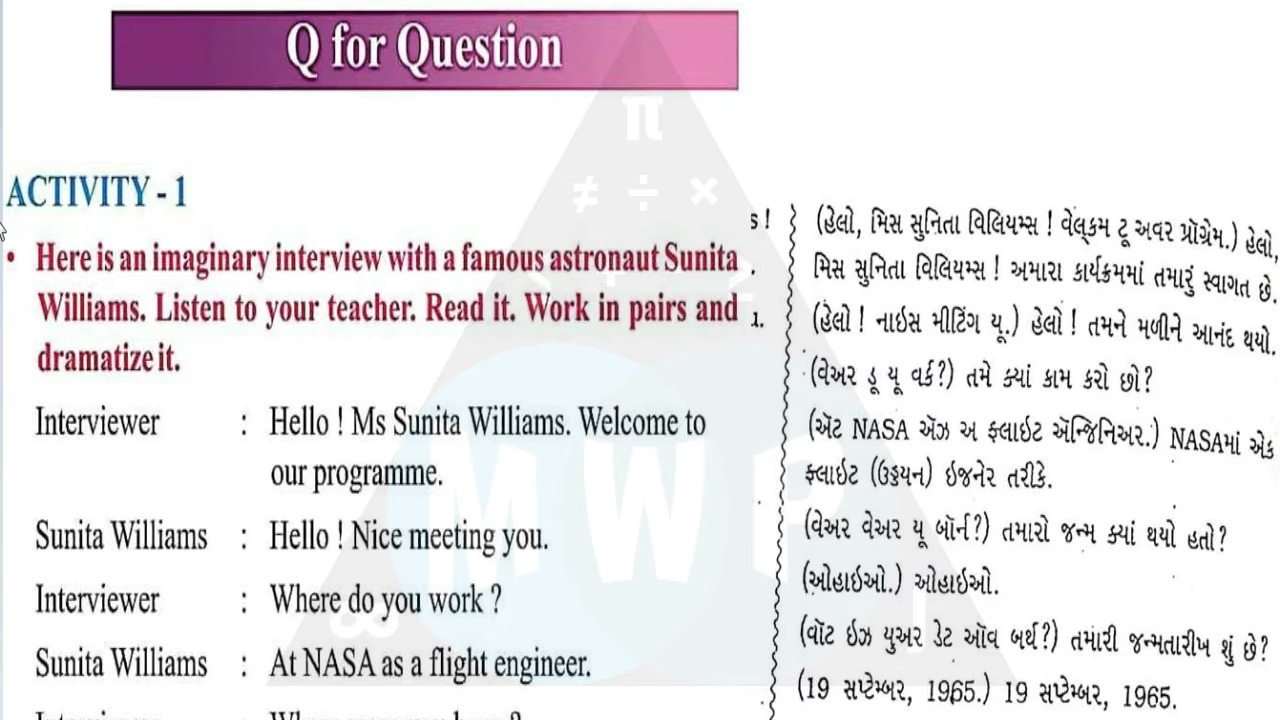 Q for Question
ACTIVITY - 1
• Here is an imaginary interview with a famous astronaut Sunita
Williams. Listen to your teacher. Read it. Work in pairs and
dramatize it.
Interviewer : Hello ! Ms Sunita Williams. Welcome to
our programme.
Sunita Williams : Hello ! Nice meeting you.
Interviewer : Where do you work ?
Sunita Williams : At NASA as a flight engineer.
(હેલો, મિસ સુનિતા વિલિયમ્સ ! વેલ્કમ ટૂ અવર પ્રૉગ્રેમ.) હેલો,
મિસ સુનિતા વિલિયમ્સ ! અમારા કાર્યક્રમમાં તમારું સ્વાગત છે.
(હેલો ! નાઇસ મીટિંગ યૂ.) હેલો ! તમને મળીને આનંદ થયો.
(વેઅર ડૂ યૂ વર્ક?) તમે ક્યાં કામ કરો છો?
(ઍટ NASA ઍઝ અ ફ્લાઇટ ઍન્જિનિઅર.) NASAમાં એક
ફ્લાઇટ (ઉડ્ડયન) ઇજનેર તરીકે.
(વેઅર વેઅર યૂ બૉર્ન?) તમારો જન્મ ક્યાં થયો હતો?
(ઓહાઇઓ.) ઓહાઇઓ.
(વૉટ ઇઝ યુઅર ડેટ ઑવ બર્થ?) તમારી જન્મતારીખ શું છે?
(19 સપ્ટેમ્બર, 1965.) 19 સપ્ટેમ્બર, 1965.
MWP